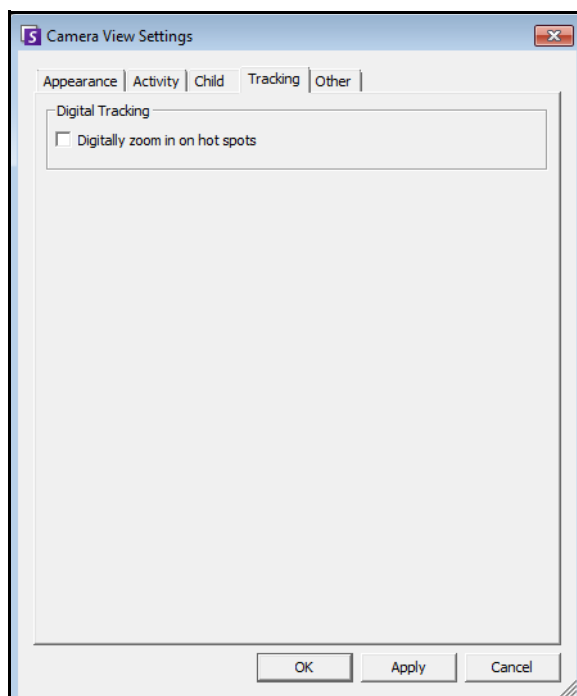 Camera View Settings
Appearance Activity Child Tracking Other
Digital Tracking
Digitally zoom in on hot spots
OK Apply Cancel